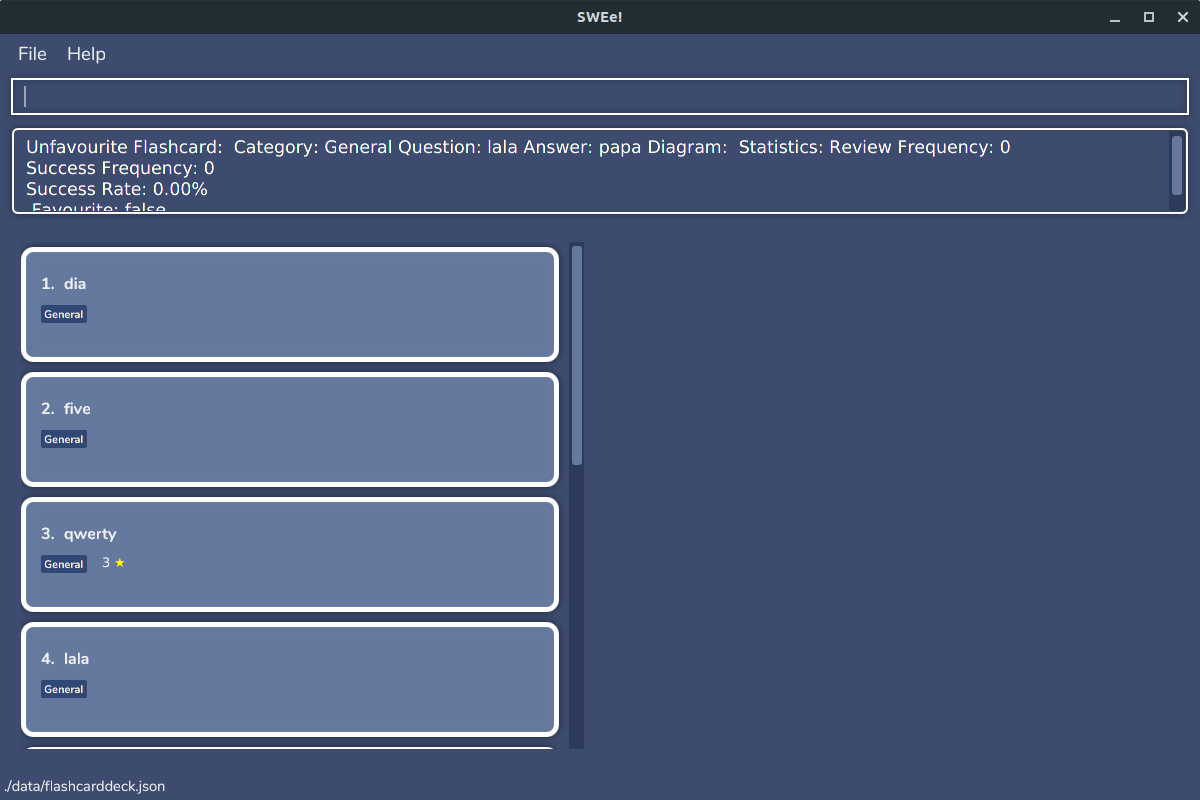 SWEe!
File Help
Unfavourite Flashcard:  Category: General Question: lala Answer: papa Diagram:  Statistics: Review Frequency: 0
Success Frequency: 0
Success Rate: 0.00%
Favourite: false
1. dia
General
2. five
General
3. qwerty
General 3 ★
4. lala
General
./data/flashcarddeck.json